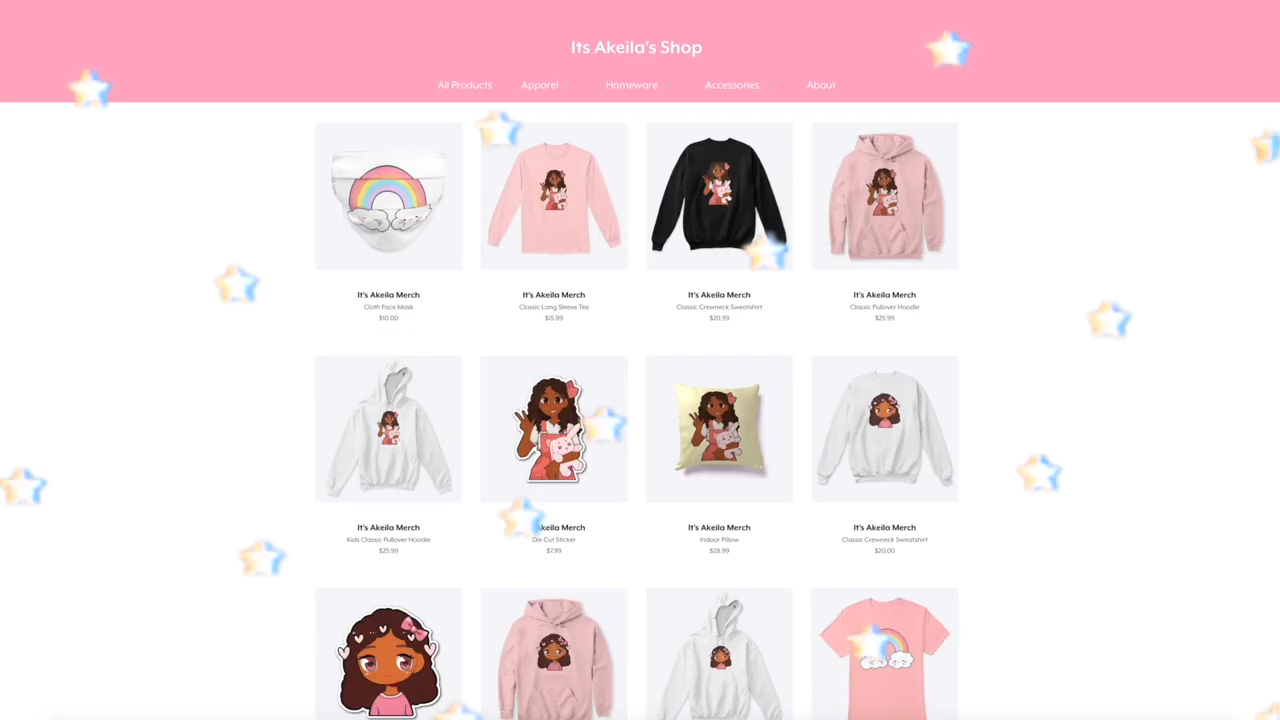 Its Akeila's Shop
All Products Apparel Homeware Accessories About
It's Akeila Merch
Cloth Face Mask
$10.00
It's Akeila Merch
Classic Long Sleeve Tee
$15.99
It's Akeila Merch
Classic Crewneck Sweatshirt
$20.99
It's Akeila Merch
Classic Pullover Hoodie
$25.99
It's Akeila Merch
Kids Classic Pullover Hoodie
$25.99
Akeila Merch
Die Cut Sticker
$7.99
It's Akeila Merch
Indoor Pillow
$28.99
It's Akeila Merch
Classic Crewneck Sweatshirt
$20.00